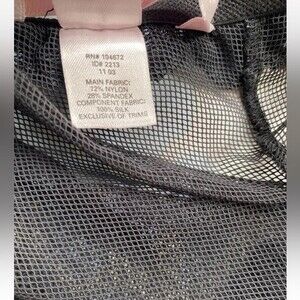 RN# 104672
ID# 2213
11 03
MAIN FABRIC:
72% NYLON
28% SPANDEX
COMPONENT FABRIC:
100% SILK
EXCLUSIVE OF TRIMS